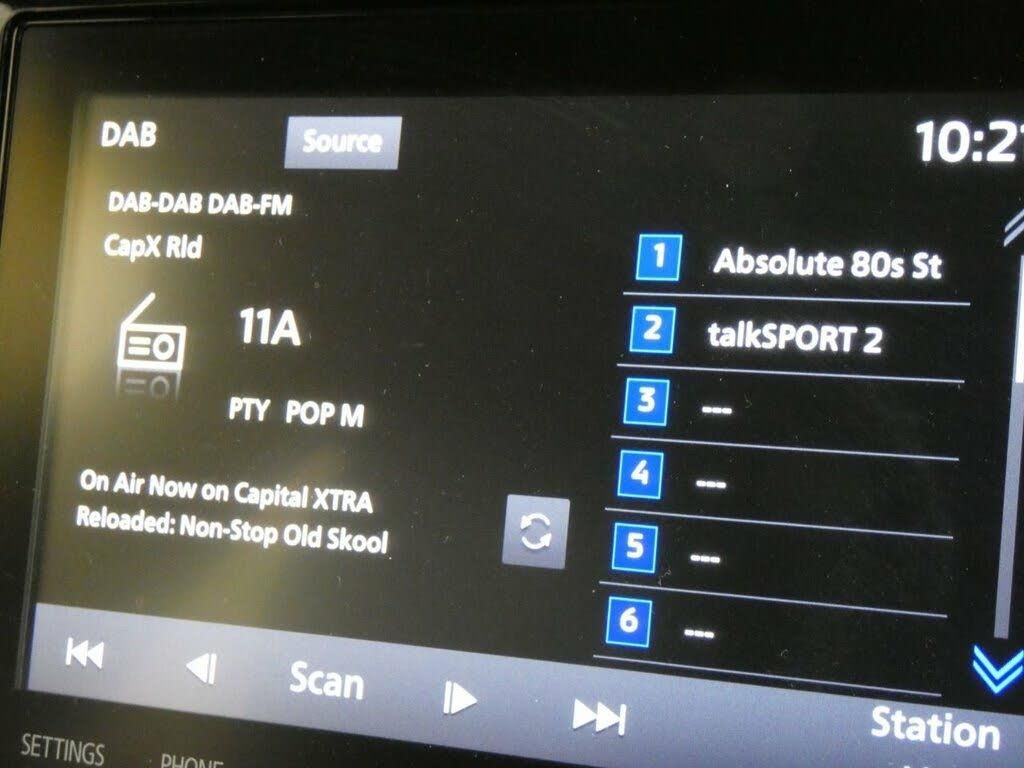 DAB
Source
10:2
DAB-DAB DAB-FM
CapX Rld
11A
PTY POP M
On Air Now on Capital XTRA
Reloaded: Non-Stop Old Skool
1 Absolute 80s St
2 talkSPORT 2
3 ---
4 ---
5 ---
6 ---
Scan
Station
SETTINGS
PHONE